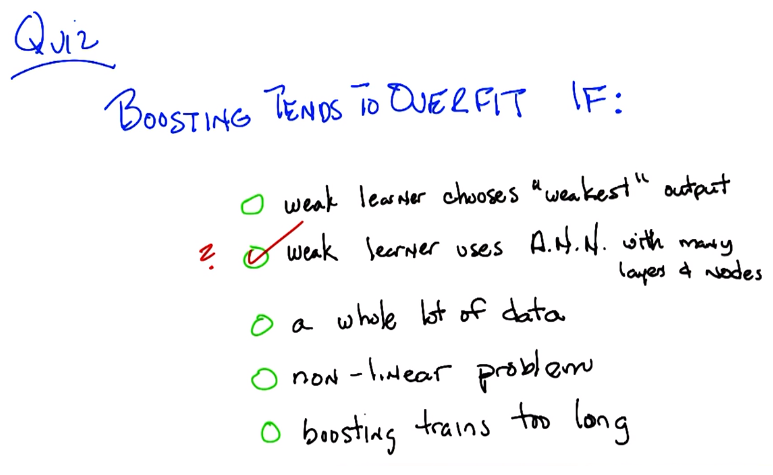 Quiz
BOOSTING TENDS TO OVERFIT IF:
weak learner chooses "weakest" output
? weak learner uses A.N.N. with many
layers & nodes
a whole lot of data
non-linear problem
boosting trains too long